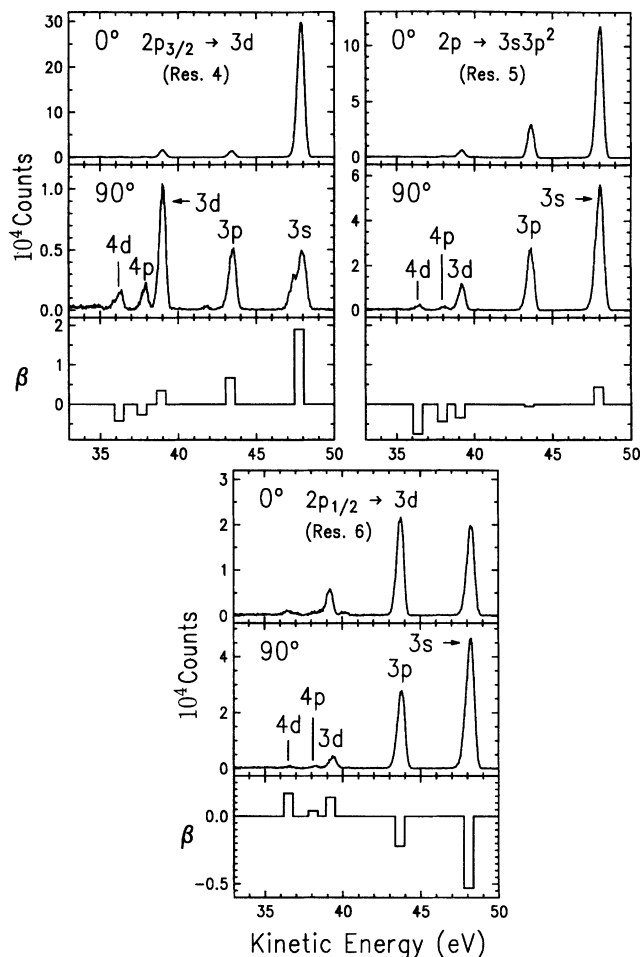 0° 2p3/2 → 3d
(Res. 4)
30
20
10
0
90°
1.0
0.5
0.0
4d
4p
← 3d
3p
3s
10⁴ Counts
2
1
0
β
35 40 45 50
0° 2p → 3s3p²
(Res. 5)
10
5
0
90°
6
4
2
0
4d
4p
3d
3p
3s →
35 40 45 50
0° 2p1/2 → 3d
(Res. 6)
3
2
1
0
90°
4
2
0
4d
4p
3d
3p
3s →
10⁴ Counts
0.0
-0.5
β
35 40 45 50
Kinetic Energy (eV)